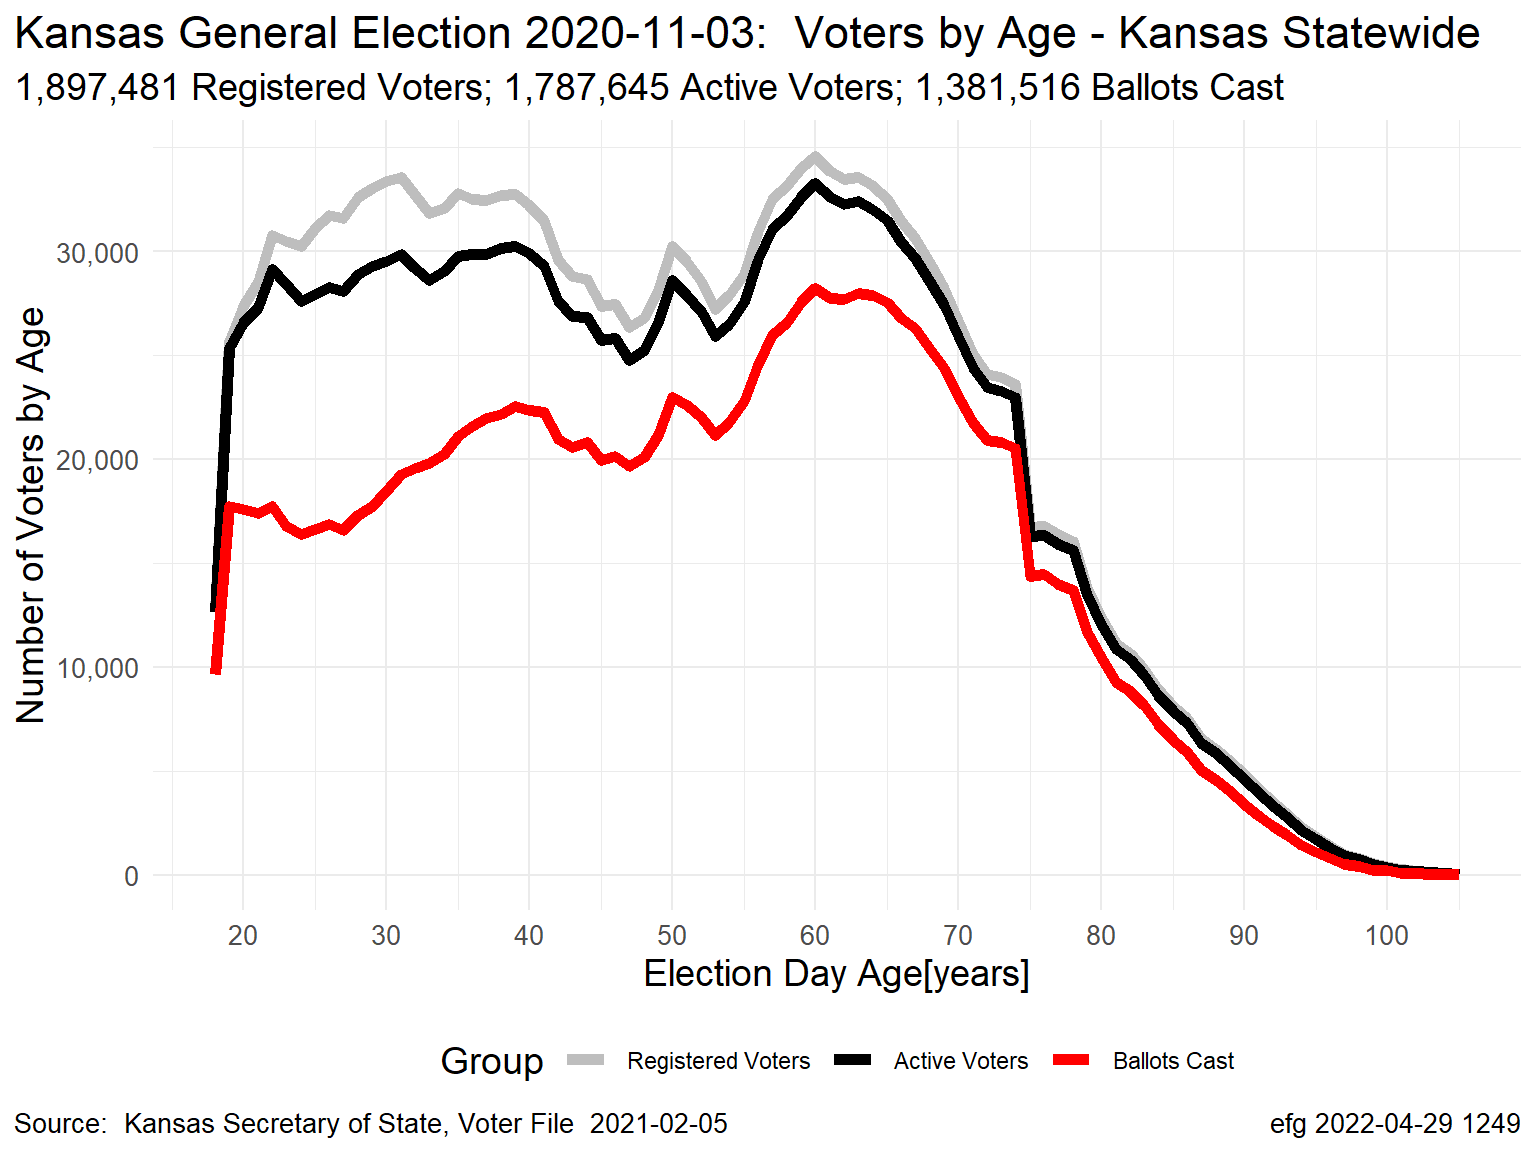 Kansas General Election 2020-11-03:  Voters by Age - Kansas Statewide
1,897,481 Registered Voters; 1,787,645 Active Voters; 1,381,516 Ballots Cast
Number of Voters by Age
30,000
20,000
10,000
0
20 30 40 50 60 70 80 90 100
Election Day Age[years]
Group Registered Voters Active Voters Ballots Cast
Source:  Kansas Secretary of State, Voter File  2021-02-05
efg 2022-04-29 1249